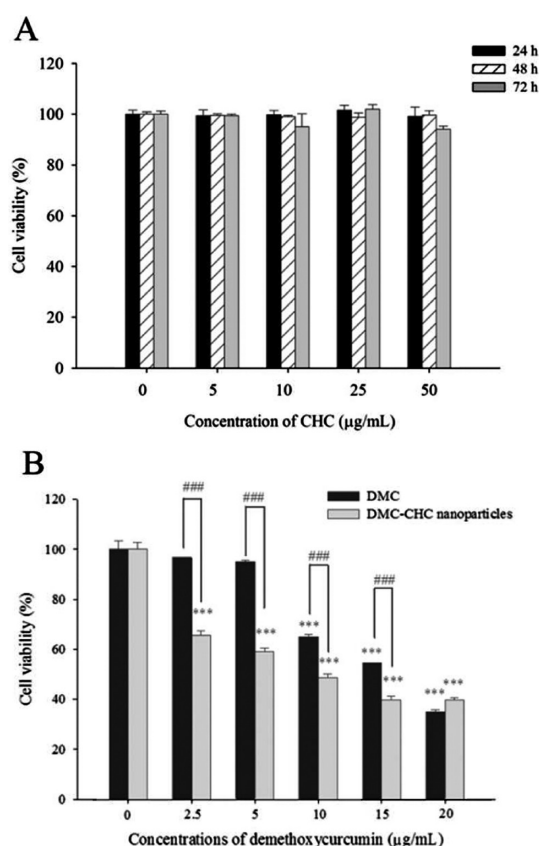 A
24 h
48 h
72 h
120
100
80
60
40
20
0
Cell viability (%)
0 5 10 25 50
Concentration of CHC (µg/mL)
B
DMC
DMC-CHC nanoparticles
120
100
80
60
40
20
0
Cell viability (%)
###
###
###
###
***
***
***
***
***
***
***
***
0 2.5 5 10 15 20
Concentrations of demethoxycurcumin (µg/mL)